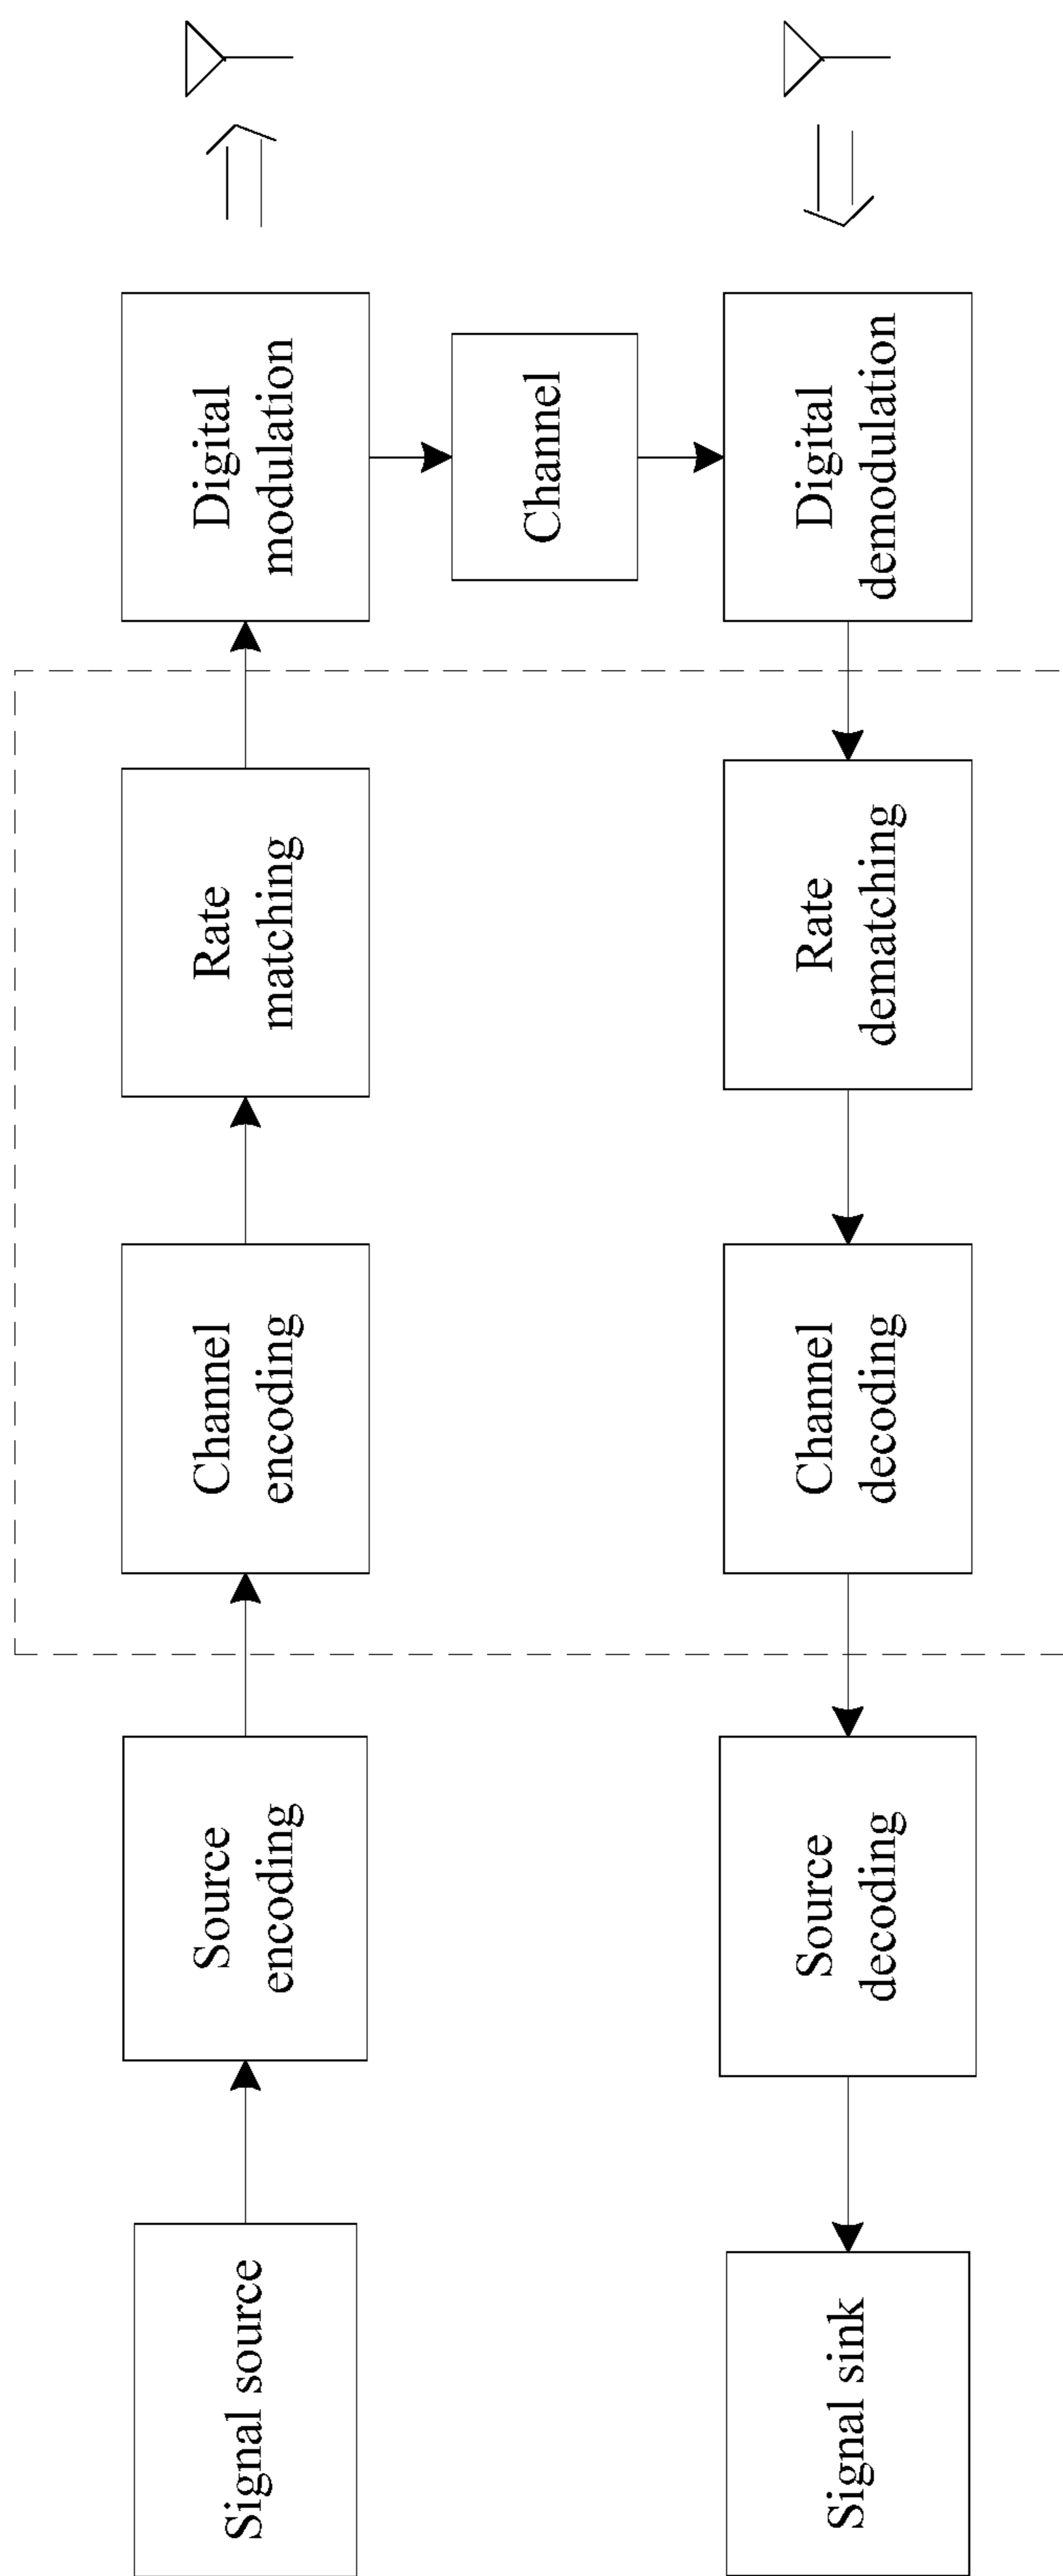 Signal source
Source
encoding
Channel
encoding
Rate
matching
Digital
modulation
Channel
Signal sink
Source
decoding
Channel
decoding
Rate
dematching
Digital
demodulation